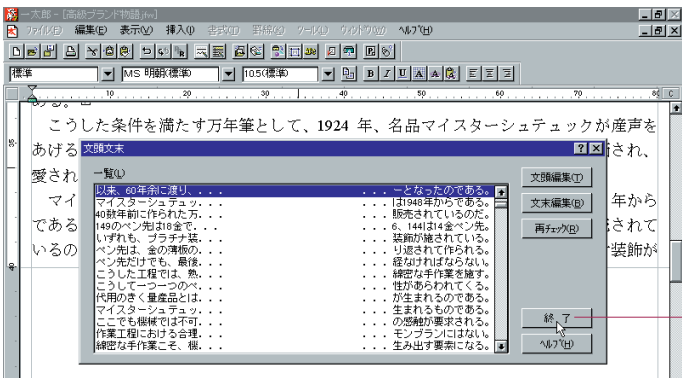 一太郎 - [高級ブランド物語.jtw]
ファイル(F) 編集(E) 表示(V) 挿入(I) 書式(T) 罫線(K) ツール(L) ウィンドウ(W) ヘルプ(H)
標準 MS 明朝(標準) 10.5(標準) B I U A A
10 20 30 40 50 60 70 80
ある。
こうした条件を満たす万年筆として、1924 年、名品マイスターシュテュックが産声を
35
あげる
され、
文頭文末
愛され
一覧(L)
文頭編集(T)
以来、60年余に渡り、... ...ーとなったのである。
マイスターシュテュッ... ...は1948年からである。
マイ
年から
文末編集(B)
40数年前に作られた万... ...販売されているのだ。
149のペン先は18金で... ...6、144は14金ペン先。
である
されて
再チェック(R)
いずれも、プラチナ装... ...装飾が施されている。
ペン先は、金の薄板の... ...り返されて作られる。
いるの
装飾が
ペン先だけでも、最後... ...経なければならない。
40
こうした工程では、熟... ...綿密な手作業を施す。
こうして一つ一つのペ... ...性があらわれてくる。
代用のきく量産品とは... ...が生まれるのである。
マイスターシュテュッ... ...生まれるものである。
ここでも機械では不可... ...の感触が要求される。
終 了
作業工程における合理... ...モンブランにはない。
綿密な手作業こそ、機... ...生み出す要素になる。
ヘルプ(H)